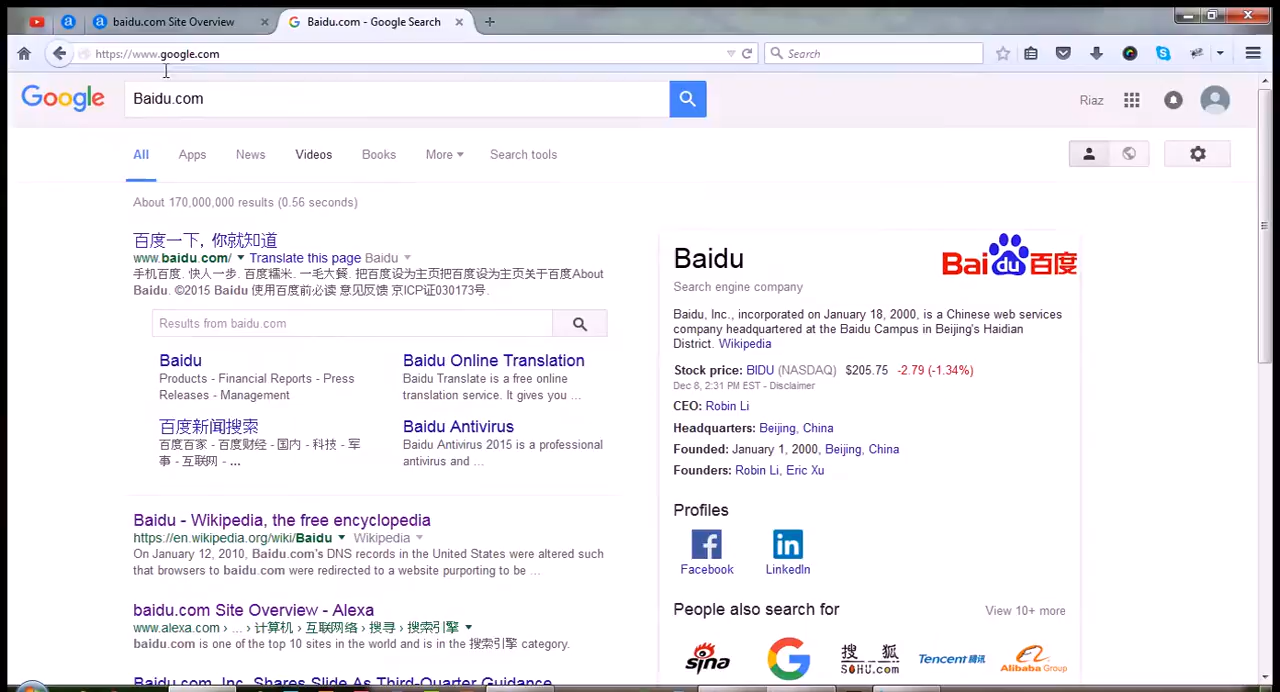 baidu.com Site Overview
Baidu.com - Google Search
https://www.google.com
Search
Google
Baidu.com
Riaz
All
Apps
News
Videos
Books
More
Search tools
About 170,000,000 results (0.56 seconds)
百度一下, 你就知道
www.baidu.com/ Translate this page Baidu
手机百度. 快人一步. 百度糯米. 一毛大餐. 把百度设为主页把百度设为主页关于百度About
Baidu. ©2015 Baidu 使用百度前必读 意见反馈 京ICP证030173号.
Results from baidu.com
Baidu
Products - Financial Reports - Press
Releases - Management
Baidu Online Translation
Baidu Translate is a free online
translation service. It gives you ...
百度新闻搜索
百度百家 - 百度财经 - 国内 - 科技 - 军
事 - 互联网 - ...
Baidu Antivirus
Baidu Antivirus 2015 is a professional
antivirus and ...
Baidu - Wikipedia, the free encyclopedia
https://en.wikipedia.org/wiki/Baidu Wikipedia
On January 12, 2010, Baidu.com's DNS records in the United States were altered such
that browsers to baidu.com were redirected to a website purporting to be ...
baidu.com Site Overview - Alexa
www.alexa.com › ... › 计算机 › 互联网络 › 搜寻 › 搜索引擎
baidu.com is one of the top 10 sites in the world and is in the 搜索引擎 category.
Baidu.com, Inc. Shares Slide As Third-Quarter Guidance
Baidu
Search engine company
Bai du 百度
Baidu, Inc., incorporated on January 18, 2000, is a Chinese web services
company headquartered at the Baidu Campus in Beijing's Haidian
District. Wikipedia
Stock price: BIDU (NASDAQ) $205.75 -2.79 (-1.34%)
Dec 8, 2:31 PM EST - Disclaimer
CEO: Robin Li
Headquarters: Beijing, China
Founded: January 1, 2000, Beijing, China
Founders: Robin Li, Eric Xu
Profiles
Facebook
LinkedIn
People also search for
View 10+ more
sina
G
搜狐
SOHU.com
Tencent 腾讯
Alibaba Group